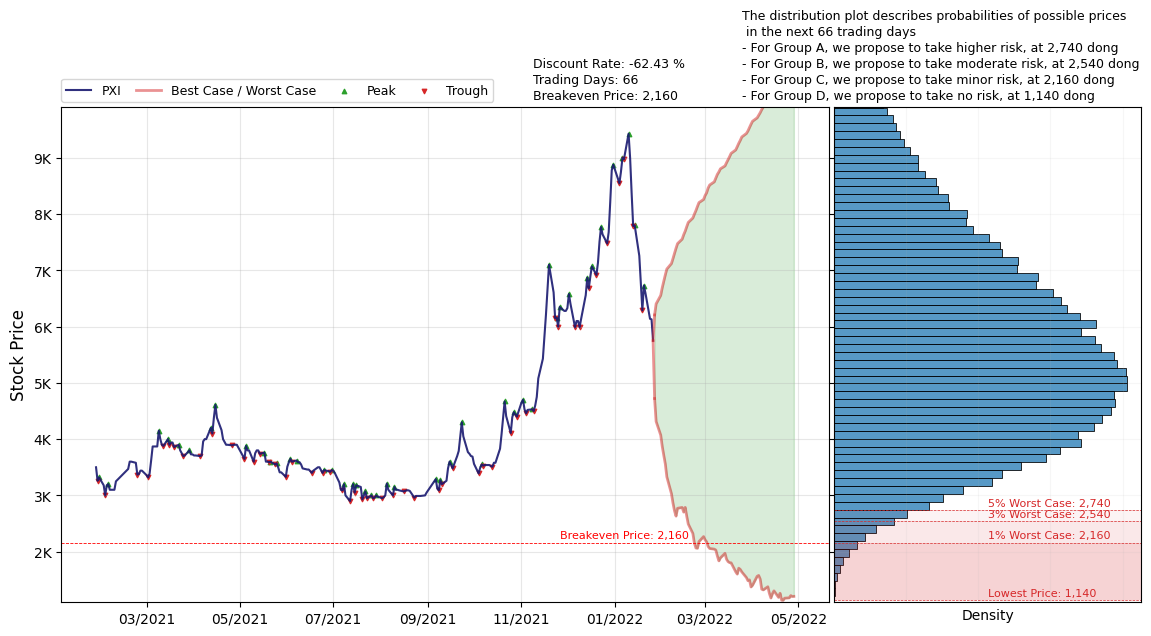 The distribution plot describes probabilities of possible prices
in the next 66 trading days
- For Group A, we propose to take higher risk, at 2,740 dong
- For Group B, we propose to take moderate risk, at 2,540 dong
- For Group C, we propose to take minor risk, at 2,160 dong
- For Group D, we propose to take no risk, at 1,140 dong
Discount Rate: -62.43 %
Trading Days: 66
Breakeven Price: 2,160
PXI Best Case / Worst Case Peak Trough
Stock Price
9K
8K
7K
6K
5K
4K
3K
2K
Breakeven Price: 2,160
03/2021 05/2021 07/2021 09/2021 11/2021 01/2022 03/2022 05/2022
5% Worst Case: 2,740
3% Worst Case: 2,540
1% Worst Case: 2,160
Lowest Price: 1,140
Density